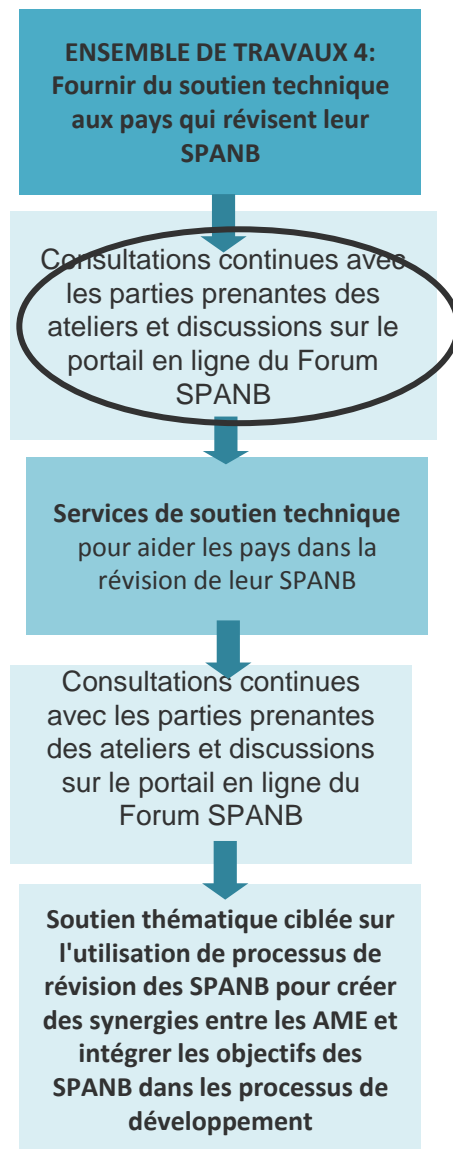 ENSEMBLE DE TRAVAUX 4:
Fournir du soutien technique
aux pays qui révisent leur
SPANB
Consultations continues avec
les parties prenantes des
ateliers et discussions sur le
portail en ligne du Forum
SPANB
Services de soutien technique
pour aider les pays dans la
révision de leur SPANB
Consultations continues
avec les parties prenantes
des ateliers et discussions
sur le portail en ligne du
Forum SPANB
Soutien thématique ciblée sur
l'utilisation de processus de
révision des SPANB pour créer
des synergies entre les AME et
intégrer les objectifs des
SPANB dans les processus de
développement